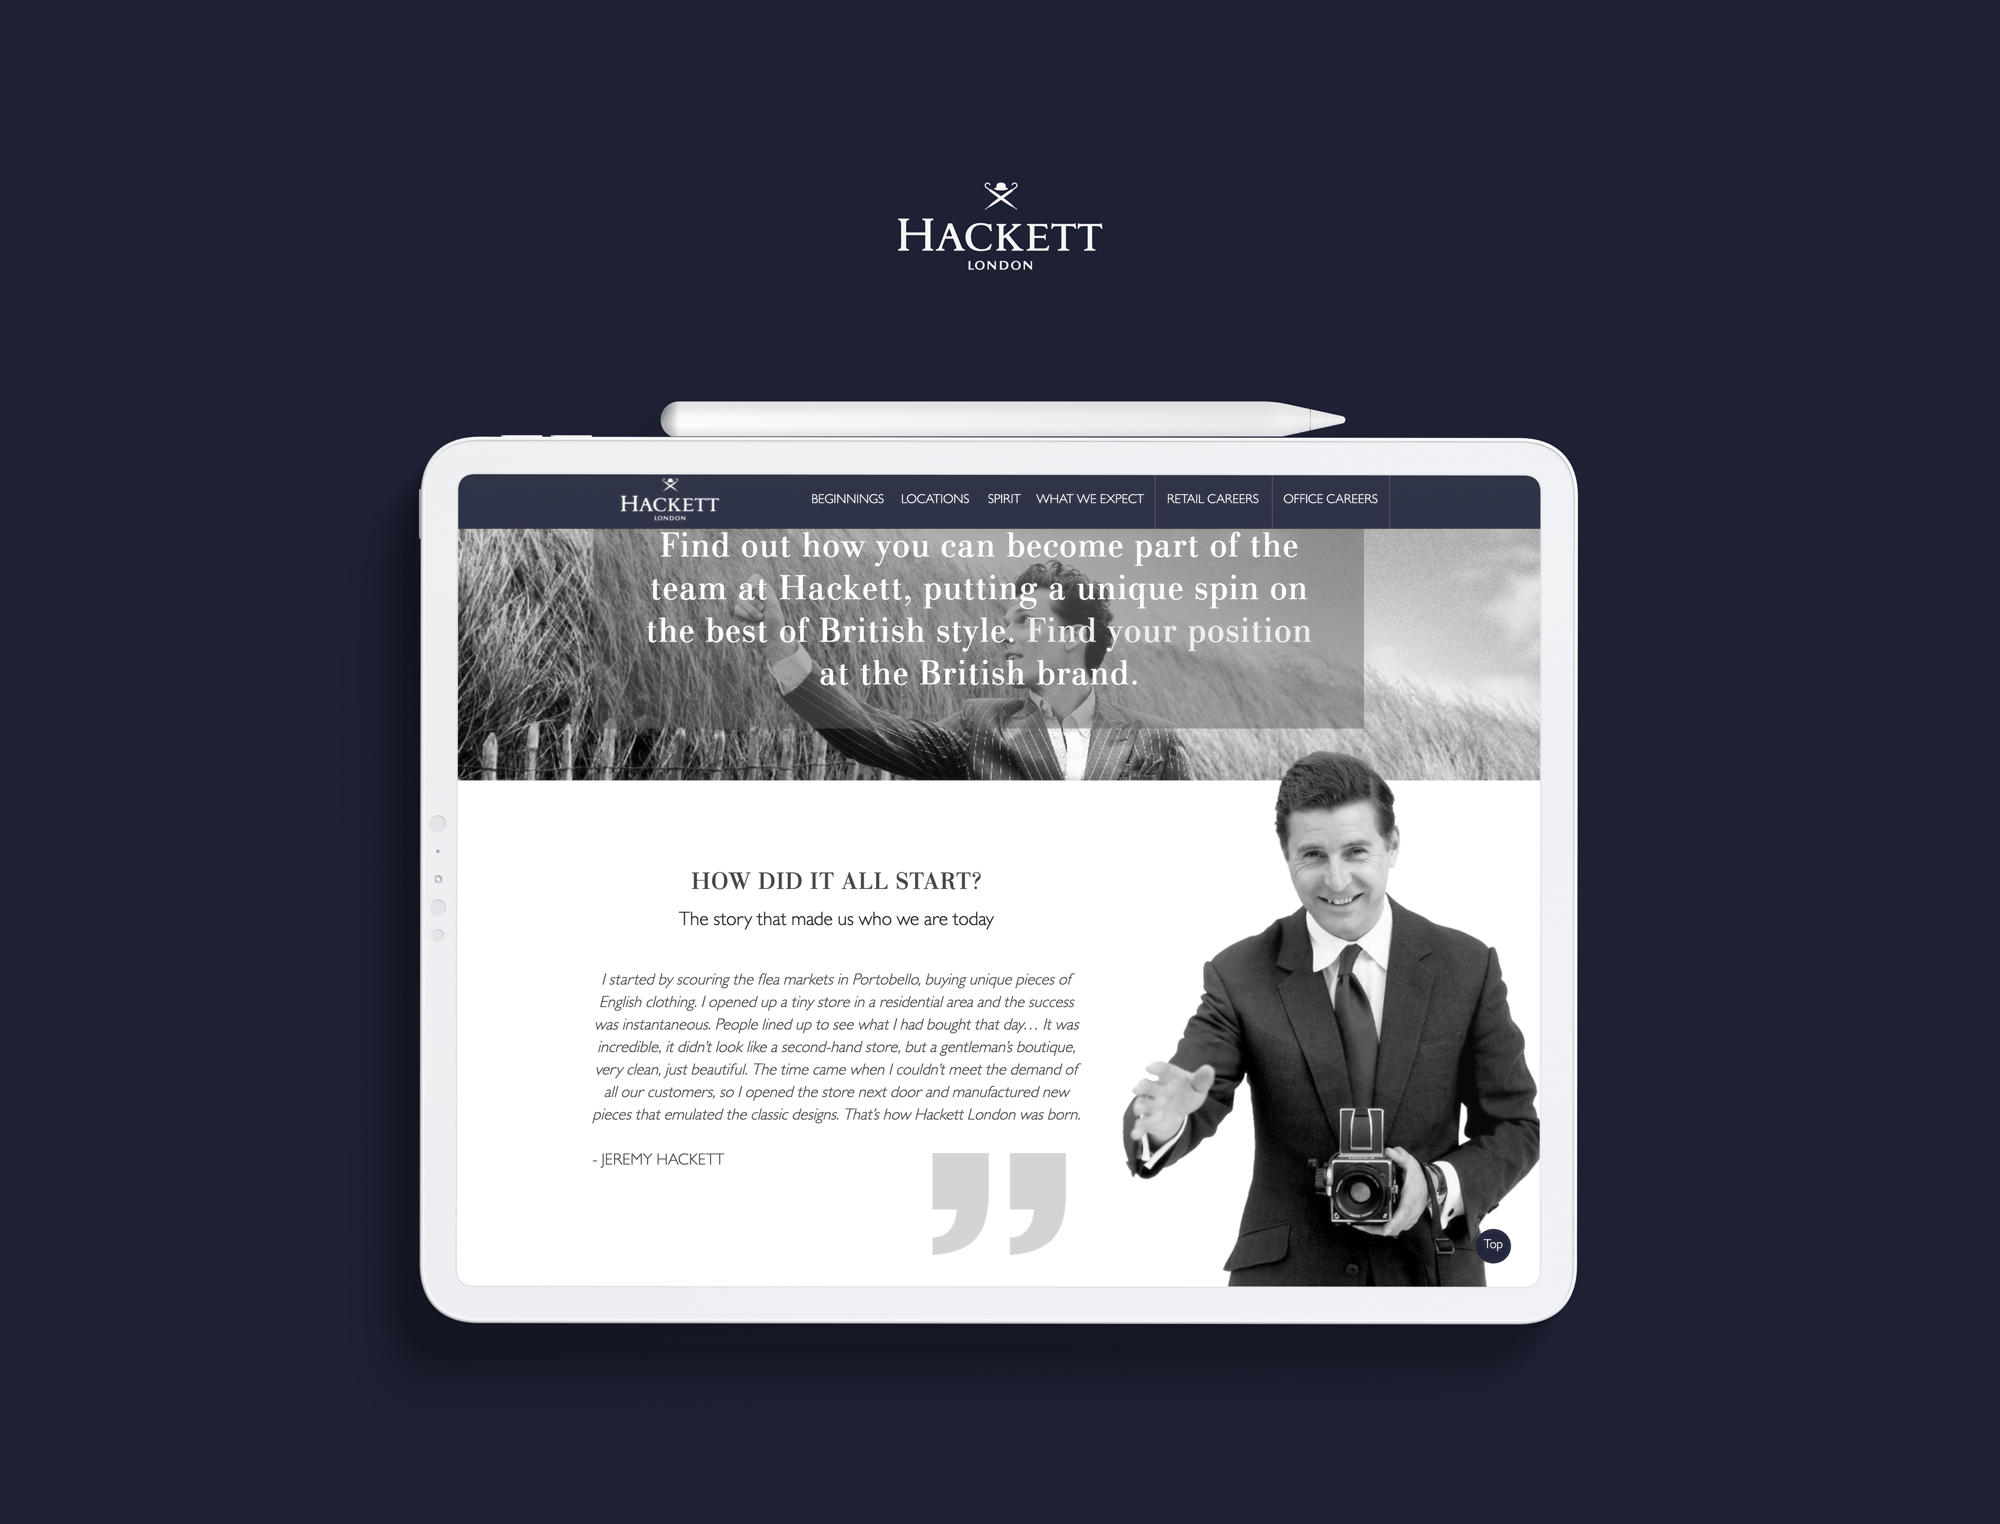 HACKETT
LONDON
HACKETT
LONDON
BEGINNINGS LOCATIONS SPIRIT WHAT WE EXPECT RETAIL CAREERS OFFICE CAREERS
Find out how you can become part of the
team at Hackett, putting a unique spin on
the best of British style. Find your position
at the British brand.
HOW DID IT ALL START?
The story that made us who we are today
I started by scouring the flea markets in Portobello, buying unique pieces of
English clothing. I opened up a tiny store in a residential area and the success
was instantaneous. People lined up to see what I had bought that day… It was
incredible, it didn't look like a second-hand store, but a gentleman's boutique,
very clean, just beautiful. The time came when I couldn't meet the demand of
all our customers, so I opened the store next door and manufactured new
pieces that emulated the classic designs. That's how Hackett London was born.
- JEREMY HACKETT
”
Top